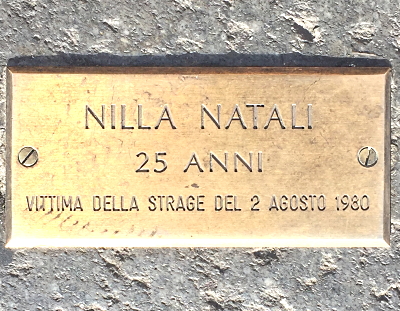 NILLA NATALI
25 ANNI
VITTIMA DELLA STRAGE DEL 2 AGOSTO 1980